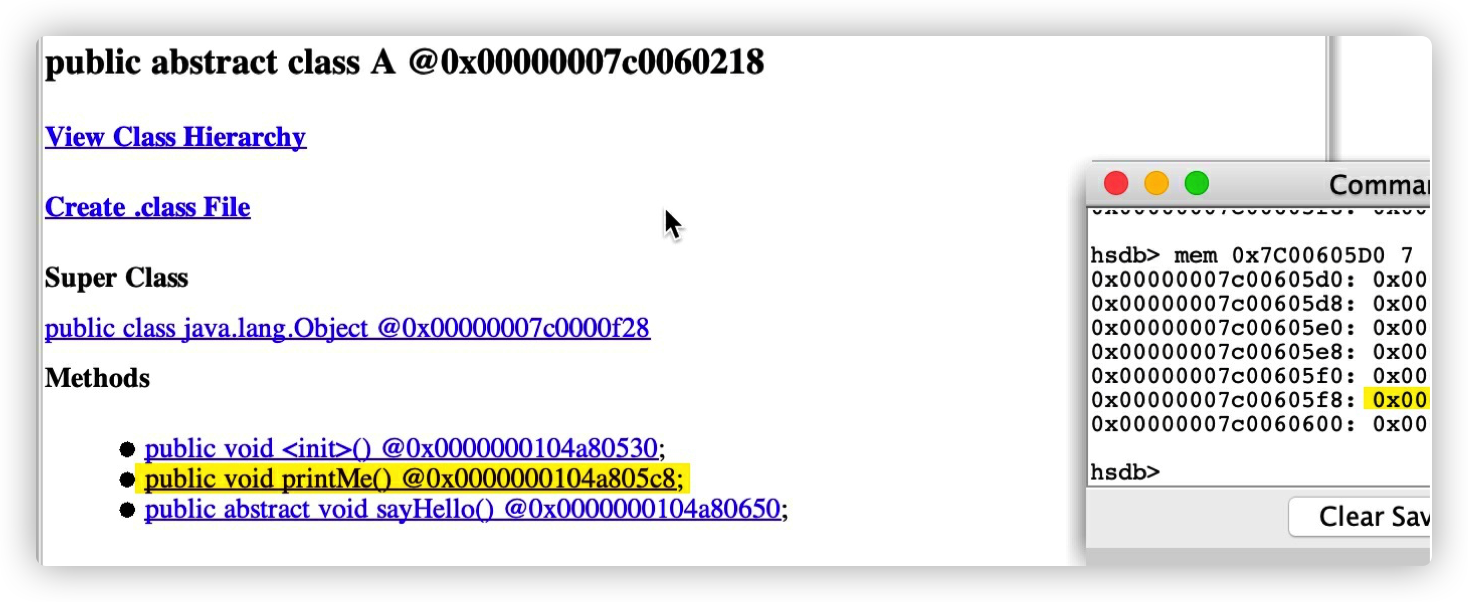 public abstract class A @0x00000007c0060218
View Class Hierarchy
Create .class File
Super Class
public class java.lang.Object @0x00000007c0000f28
Methods
public void <init>() @0x0000000104a80530;
public void printMe() @0x0000000104a805c8;
public abstract void sayHello() @0x0000000104a80650;
Comma
hsdb> mem 0x7C00605D0 7
0x00000007c00605d0: 0x00
0x00000007c00605d8: 0x00
0x00000007c00605e0: 0x00
0x00000007c00605e8: 0x00
0x00000007c00605f0: 0x00
0x00000007c00605f8: 0x00
0x00000007c0060600: 0x00
hsdb>
Clear Sav